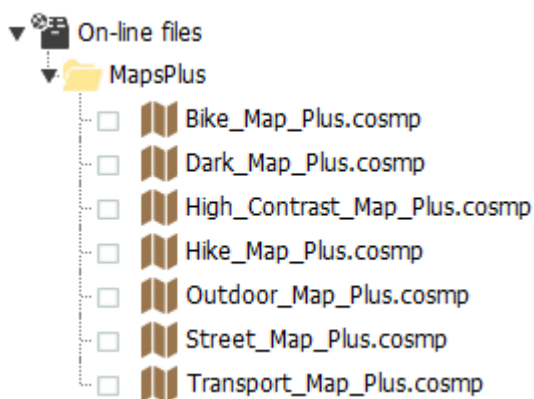 On-line files
MapsPlus
Bike_Map_Plus.cosmp
Dark_Map_Plus.cosmp
High_Contrast_Map_Plus.cosmp
Hike_Map_Plus.cosmp
Outdoor_Map_Plus.cosmp
Street_Map_Plus.cosmp
Transport_Map_Plus.cosmp